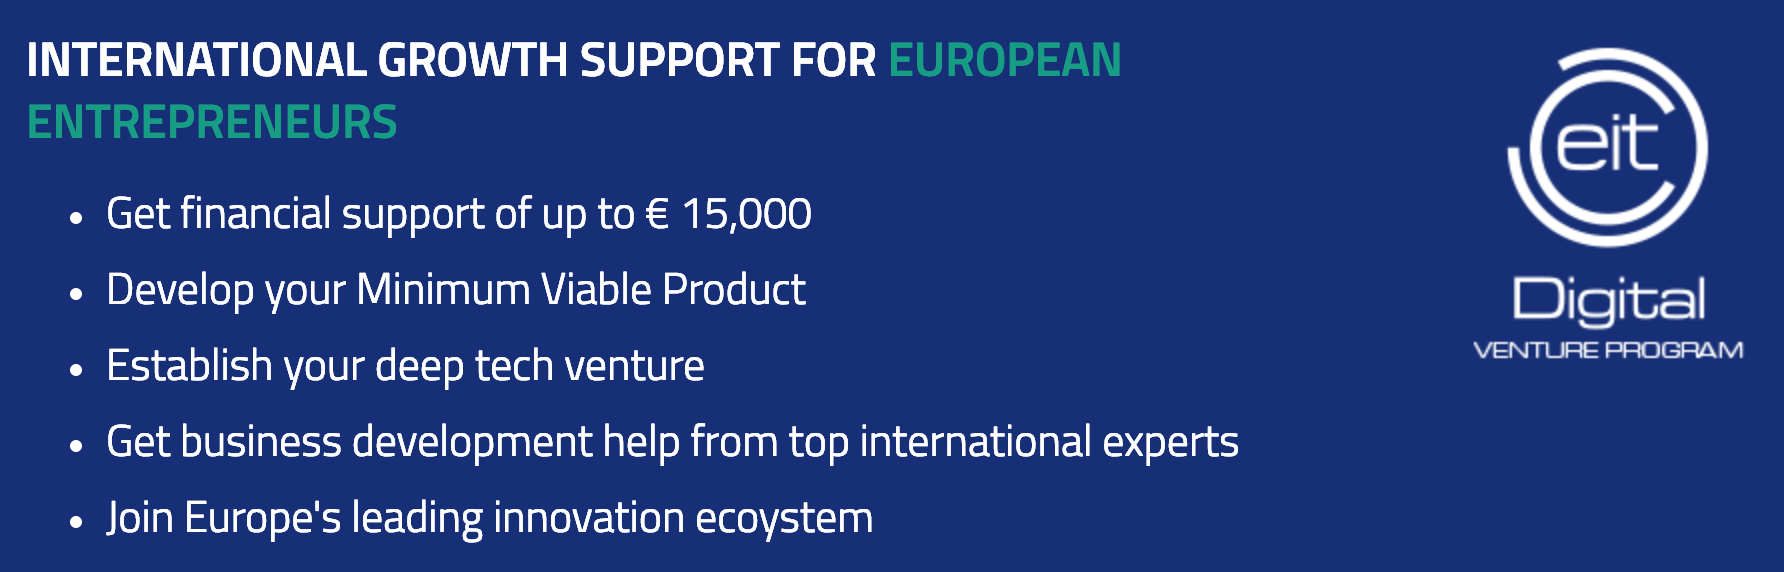 INTERNATIONAL GROWTH SUPPORT FOR EUROPEAN
ENTREPRENEURS
• Get financial support of up to € 15,000
• Develop your Minimum Viable Product
• Establish your deep tech venture
• Get business development help from top international experts
• Join Europe's leading innovation ecoystem
eit
Digital
VENTURE PROGRAM